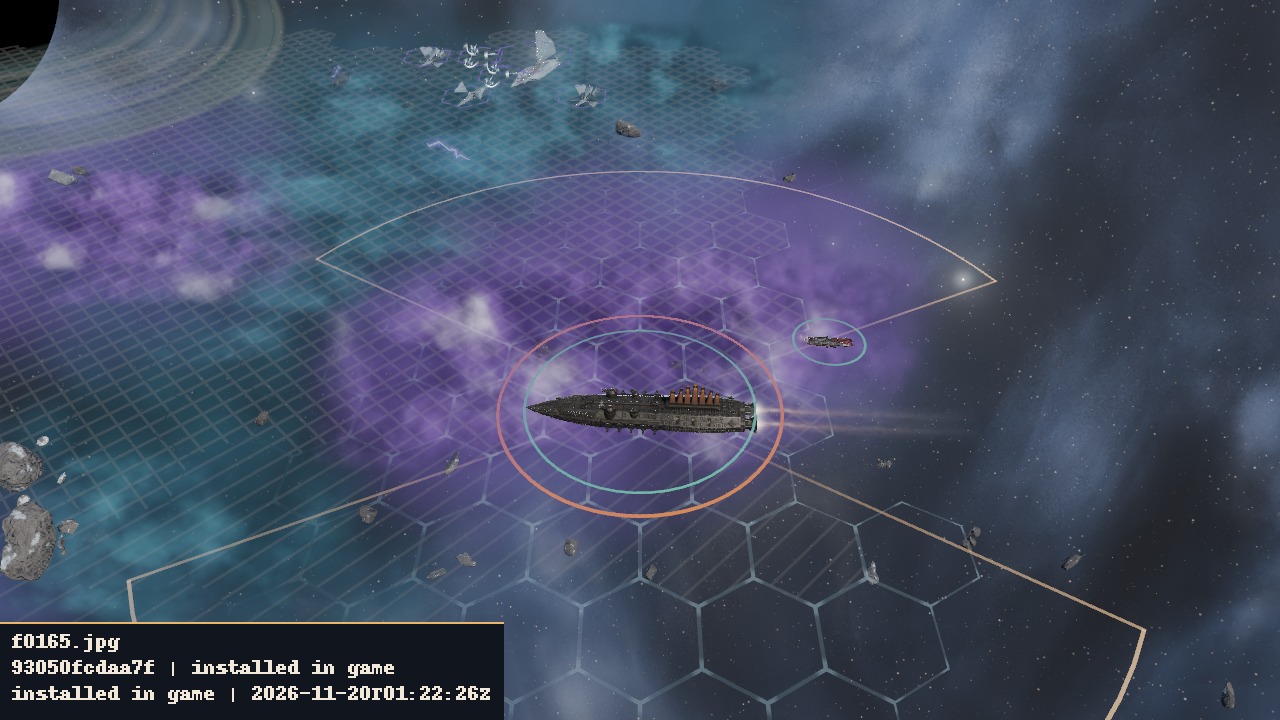 f0165.jpg
93050fcdaa7f | installed in game
installed in game | 2026-11-20T01:22:26Z